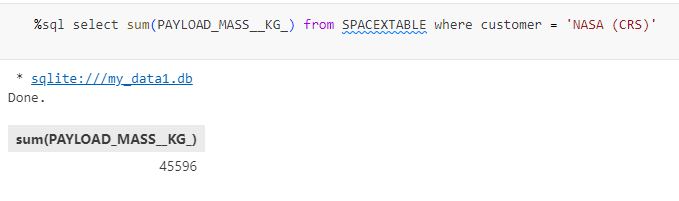 %sql select sum(PAYLOAD_MASS__KG_) from SPACEXTABLE where customer = 'NASA (CRS)'
* sqlite:///my_data1.db
Done.
sum(PAYLOAD_MASS__KG_)
45596